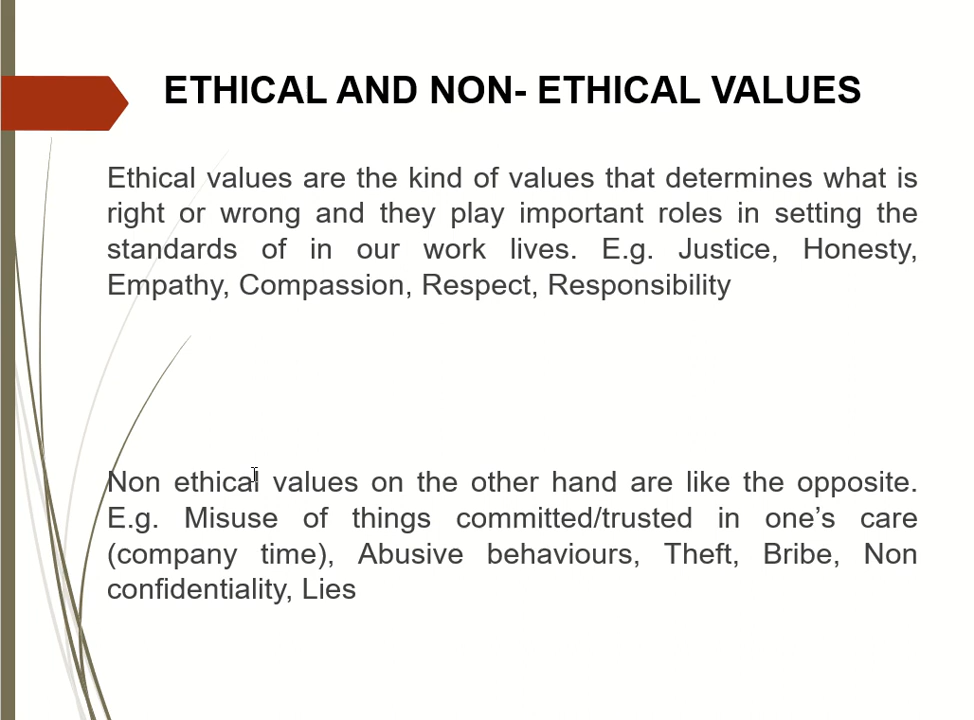 ETHICAL AND NON- ETHICAL VALUES
Ethical values are the kind of values that determines what is
right or wrong and they play important roles in setting the
standards of in our work lives. E.g. Justice, Honesty,
Empathy, Compassion, Respect, Responsibility
Non ethical values on the other hand are like the opposite.
E.g. Misuse of things committed/trusted in one’s care
(company time), Abusive behaviours, Theft, Bribe, Non
confidentiality, Lies